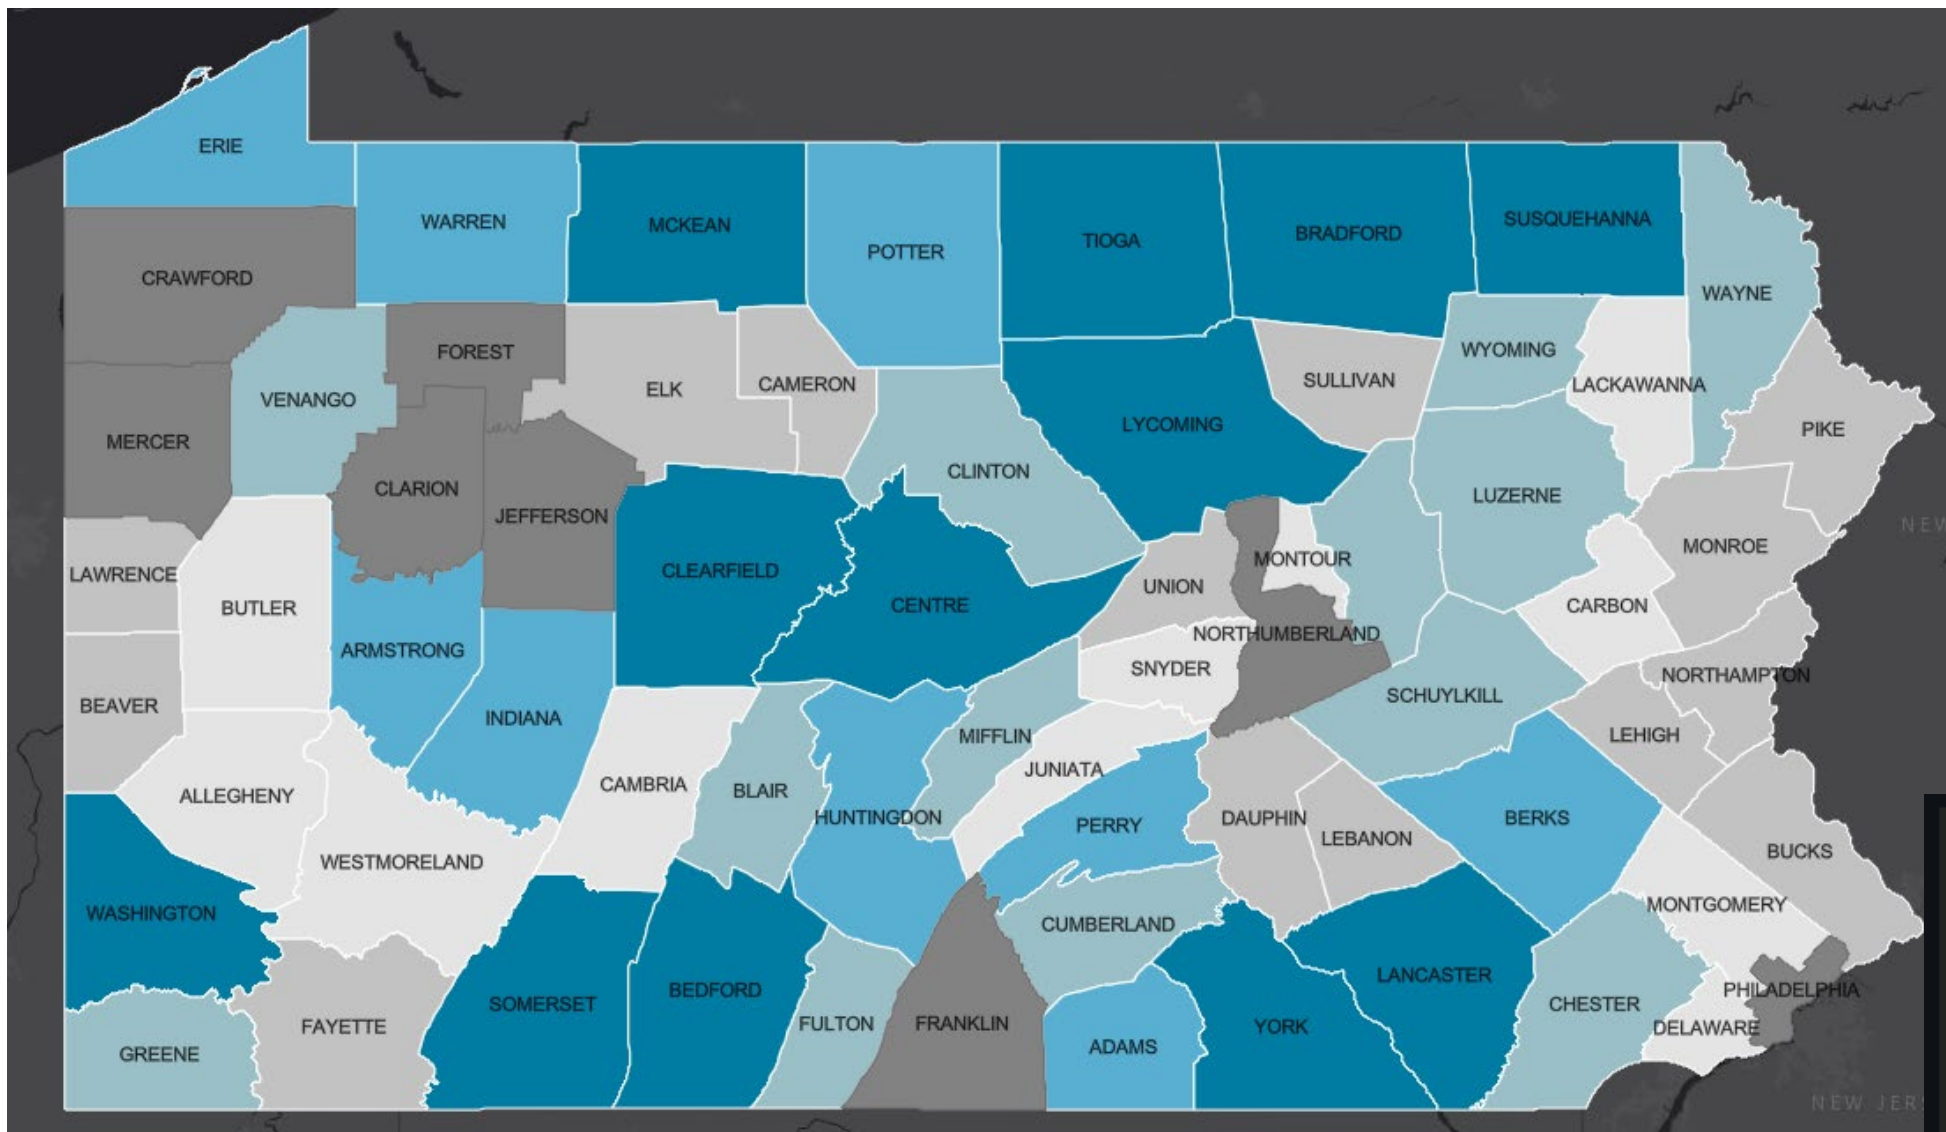 ERIE
WARREN
MCKEAN
POTTER
TIOGA
BRADFORD
SUSQUEHANNA
CRAWFORD
WAYNE
FOREST
VENANGO
ELK
CAMERON
SULLIVAN
WYOMING
LACKAWANNA
MERCER
LYCOMING
PIKE
CLARION
CLINTON
LUZERNE
JEFFERSON
NEW
LAWRENCE
BUTLER
CLEARFIELD
CENTRE
UNION
MONTOUR
CARBON
MONROE
ARMSTRONG
NORTHUMBERLAND
SNYDER
BEAVER
INDIANA
SCHUYLKILL
NORTHAMPTON
MIFFLIN
LEHIGH
ALLEGHENY
CAMBRIA
BLAIR
JUNIATA
HUNTINGDON
PERRY
DAUPHIN
LEBANON
BERKS
WESTMORELAND
BUCKS
WASHINGTON
CUMBERLAND
MONTGOMERY
SOMERSET
BEDFORD
LANCASTER
PHILADELPHIA
GREENE
FAYETTE
FULTON
FRANKLIN
ADAMS
YORK
CHESTER
DELAWARE
NEW JER